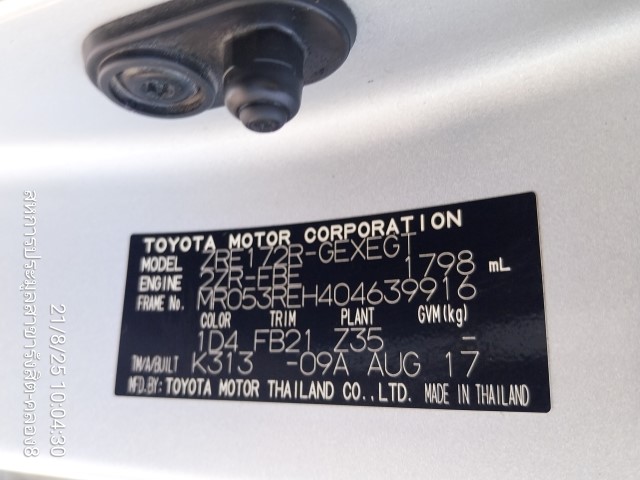 TOYOTA MOTOR CORPORATION
MODEL ZRE172R-GEXEGT
ENGINE 2ZR-FBE 1798 mL
FRAME No. MR053REH404639916
COLOR TRIM PLANT GVM(kg)
1D4 FB21 Z35 -
TM/A/BUILT K313 -09A AUG 17
MFD.BY: TOYOTA MOTOR THAILAND CO.,LTD. MADE IN THAILAND
21/8/25 10:04:30